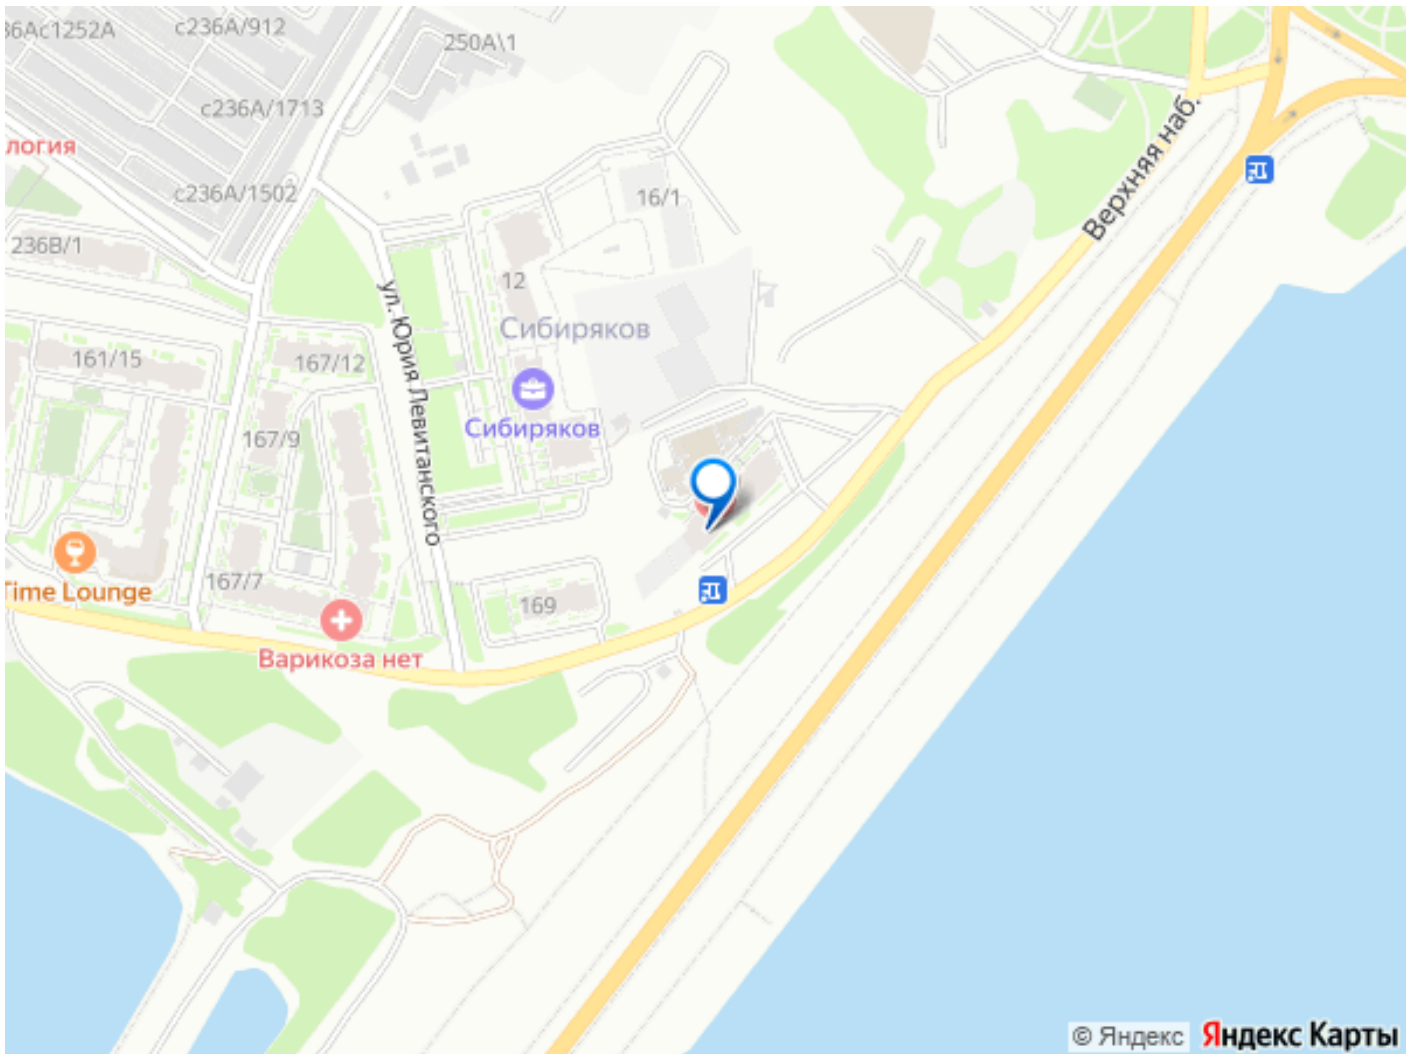 36Ас1252А
с236А/912
250А\1
с236А/1713
логия
с236А/1502
16/1
Верхняя наб.
236В/1
12
ул. Юрия Левитанского
Сибиряков
161/15
167/12
Сибиряков
167/9
Time Lounge
167/7
169
Варикоза нет
© Яндекс Яндекс Карты